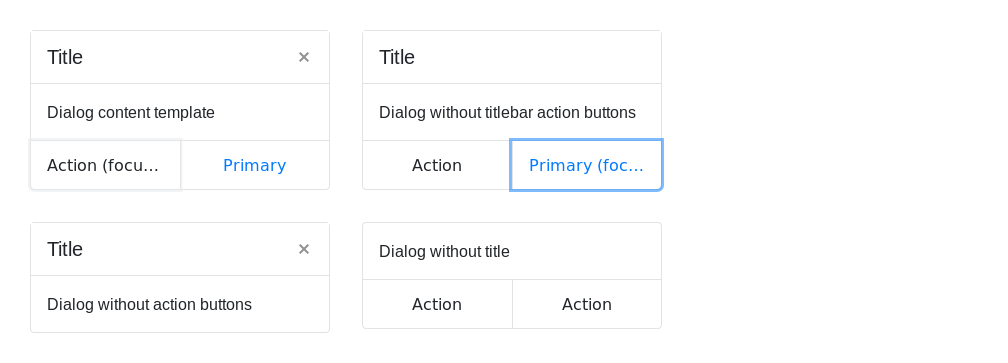 Title
Dialog content template
Action (focu...
Primary
Title
Dialog without titlebar action buttons
Action
Primary (foc...
Title
Dialog without action buttons
Dialog without title
Action
Action